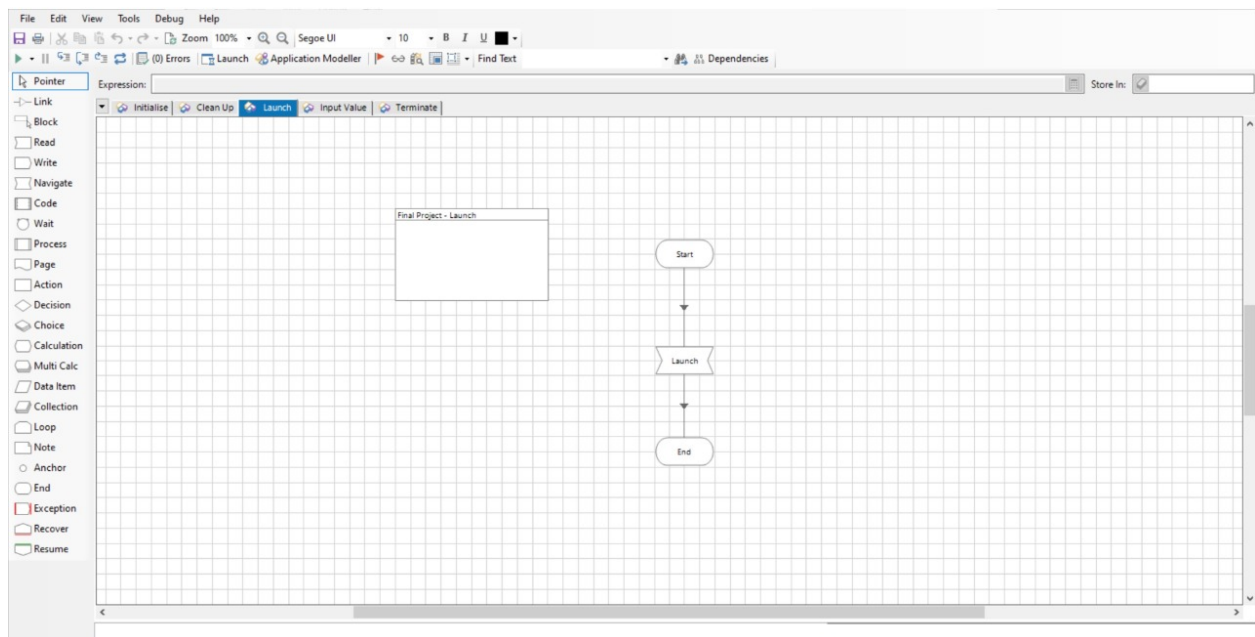 File Edit View Tools Debug Help
Zoom 100% Segoe UI 10 B I U
(0) Errors Launch Application Modeller Find Text Dependencies
Pointer
Expression: Store In:
Link
Initialise Clean Up Launch Input Value Terminate
Block
Read
Write
Navigate
Code
Wait
Process
Page
Action
Decision
Choice
Calculation
Multi Calc
Data Item
Collection
Loop
Note
Anchor
End
Exception
Recover
Resume
Final Project - Launch
Start
Launch
End